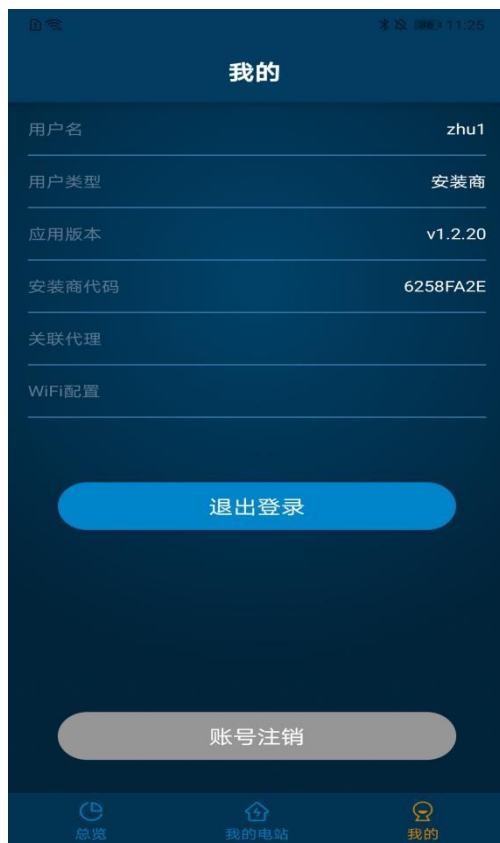 11:25
我的
用户名 zhu1
用户类型 安装商
应用版本 v1.2.20
安装商代码 6258FA2E
关联代理
WiFi配置
退出登录
账号注销
总览 我的电站 我的